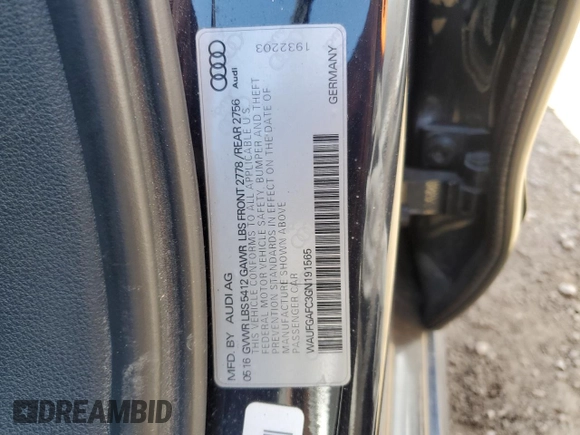 MFD. BY AUDI AG
05 16 GVWR LBS 5412 GAWR LBS FRONT 2778 / REAR 2756
THIS VEHICLE CONFORMS TO ALL APPLICABLE U.S.
FEDERAL MOTOR VEHICLE SAFETY, BUMPER AND THEFT
PREVENTION STANDARDS IN EFFECT ON THE DATE OF
MANUFACTURE SHOWN ABOVE
PASSENGER CAR
WAUFGAFC3GN191565
GERMANY
Audi
1932203
DREAMBID